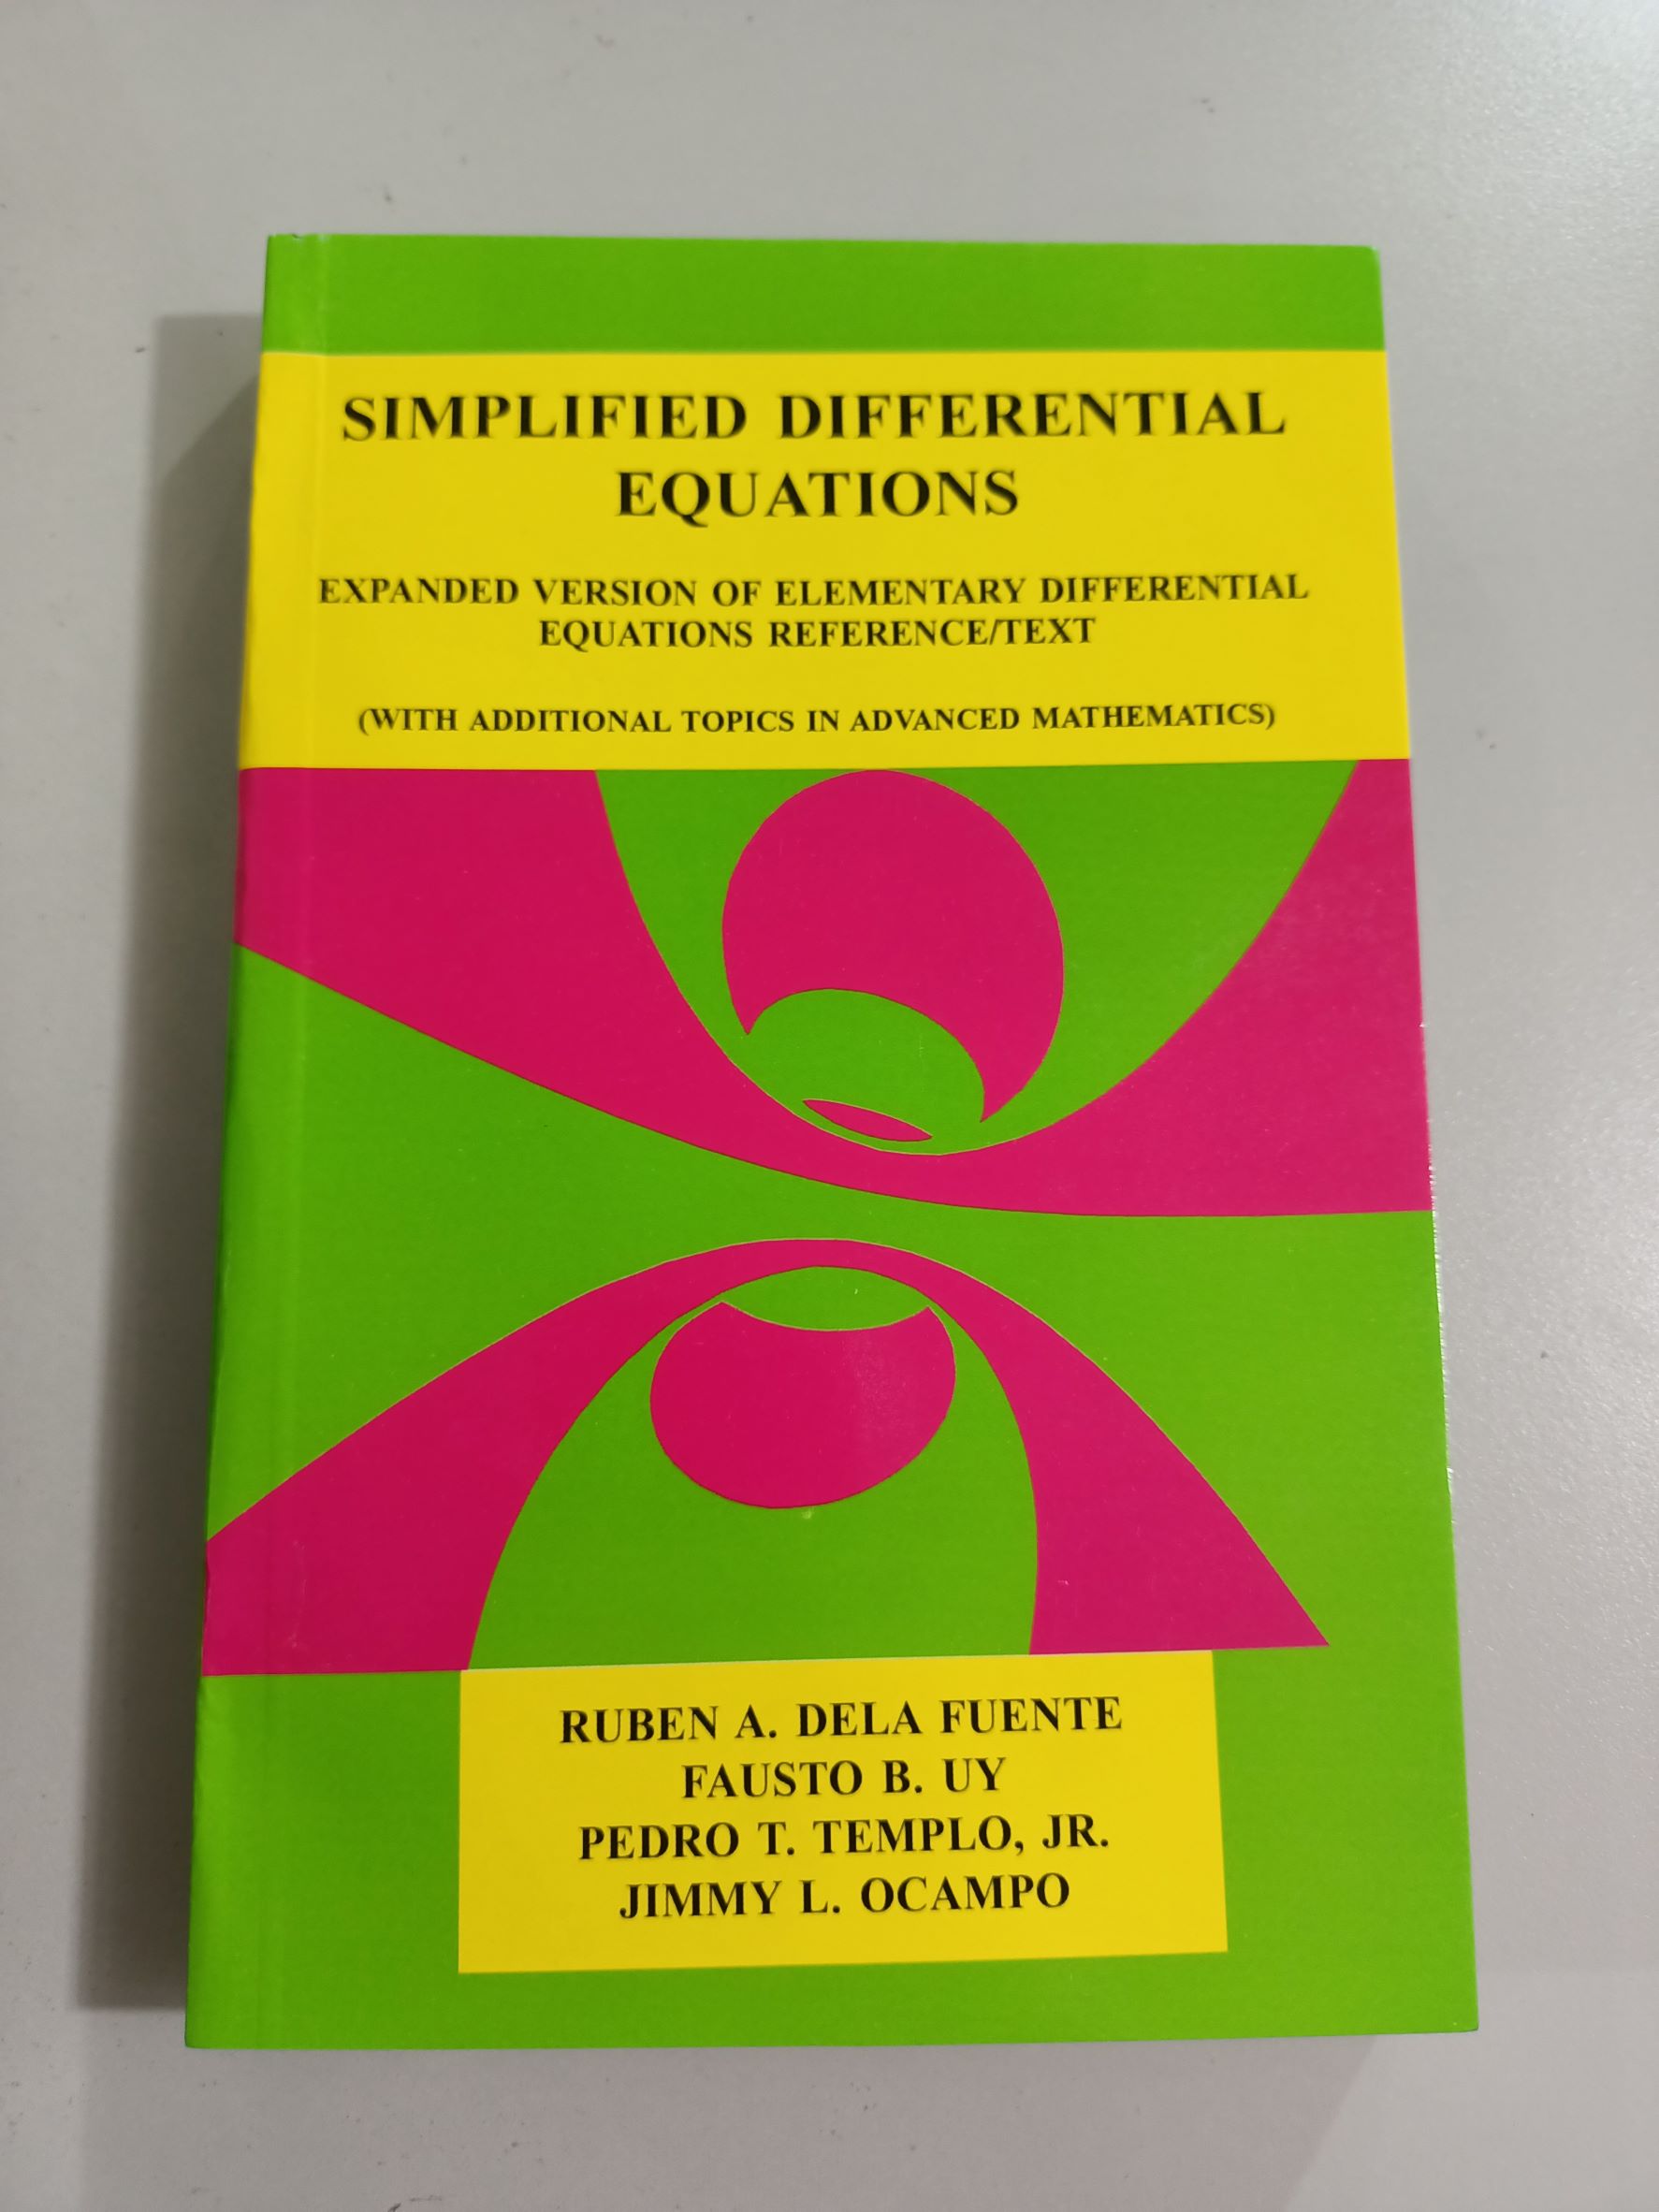 SIMPLIFIED DIFFERENTIAL
EQUATIONS
EXPANDED VERSION OF ELEMENTARY DIFFERENTIAL
EQUATIONS REFERENCE/TEXT
(WITH ADDITIONAL TOPICS IN ADVANCED MATHEMATICS)
RUBEN A. DELA FUENTE
FAUSTO B. UY
PEDRO T. TEMPLO, JR.
JIMMY L. OCAMPO